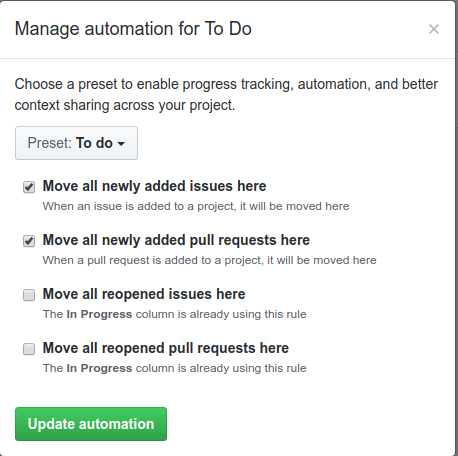 Manage automation for To Do
×
Choose a preset to enable progress tracking, automation, and better
context sharing across your project.
Preset: To do
Move all newly added issues here
When an issue is added to a project, it will be moved here
Move all newly added pull requests here
When a pull request is added to a project, it will be moved here
Move all reopened issues here
The In Progress column is already using this rule
Move all reopened pull requests here
The In Progress column is already using this rule
Update automation